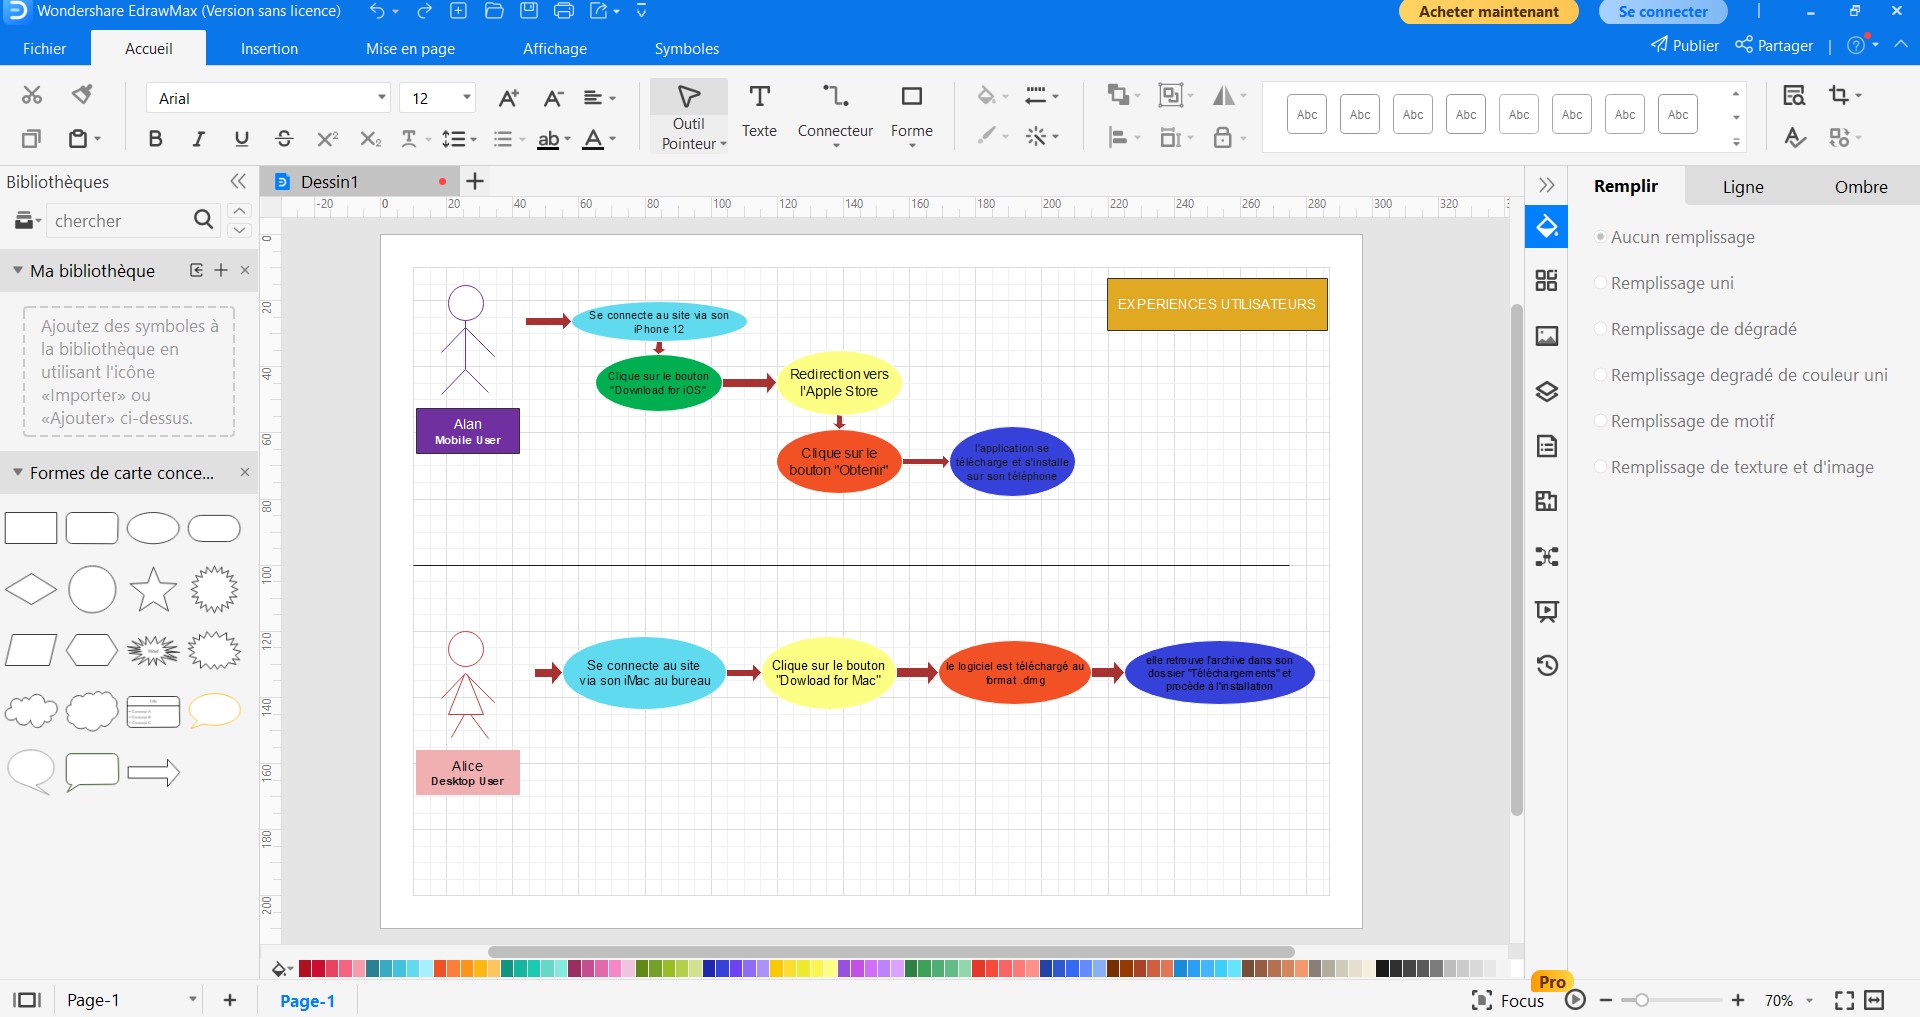 Wondershare EdrawMax (Version sans licence)
Acheter maintenant
Se connecter
Fichier
Accueil
Insertion
Mise en page
Affichage
Symboles
Publier
Partager
Arial
12
Outil
Pointeur
Texte
Connecteur
Forme
Abc Abc Abc Abc Abc Abc Abc Abc
Bibliothèques
Dessin1
Remplir
Ligne
Ombre
chercher
-20 0 20 40 60 80 100 120 140 160 180 200 220 240 260 280 300 320
0 20 40 60 80 100 120 140 160 180 200
Ma bibliothèque
Ajoutez des symboles à
la bibliothèque en
utilisant l'icône
«Importer» ou
«Ajouter» ci-dessus.
Formes de carte conce...
EXPERIENCES UTILISATEURS
Se connecte au site via son
iPhone 12
Clique sur le bouton
"Download for iOS"
Redirection vers
l'Apple Store
Clique sur le
bouton "Obtenir"
l'application se
télécharge et s'installe
sur son téléphone
Alan
Mobile User
Se connecte au site
via son iMac au bureau
Clique sur le bouton
"Dowload for Mac"
le logiciel est téléchargé au
format .dmg
elle retrouve l'archive dans son
dossier "Téléchargements" et
procède à l'installation
Alice
Desktop User
Aucun remplissage
Remplissage uni
Remplissage de dégradé
Remplissage degradé de couleur uni
Remplissage de motif
Remplissage de texture et d'image
Page-1
Page-1
Pro
Focus
70%